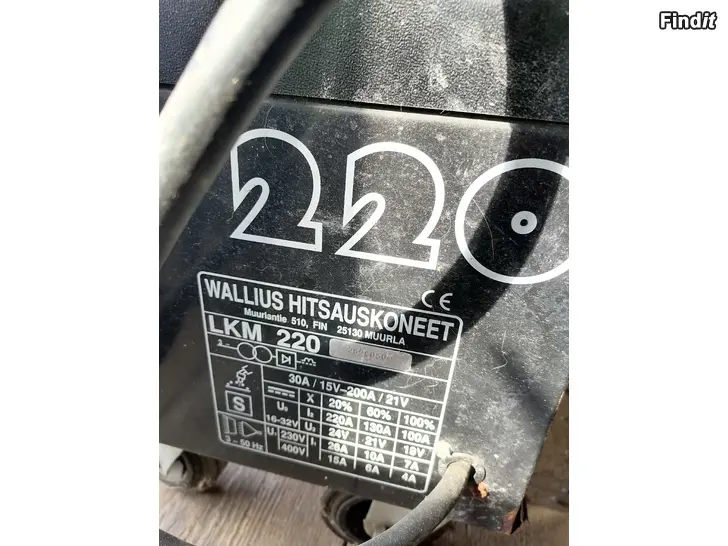 Findit
220
WALLIUS HITSAUSKONEET CE
Muuriantie 510, FIN 25130 MUURLA
LKM 220
3~
30A / 15V–200A / 21V
X 20% 60% 100%
U₀ I₂ 220A 130A 100A
16-32V U₂ 24V 21V 19V
S
U₁ 230V I₁ 26A 10A 7A
400V 15A 6A 4A
3 ~ 50 Hz